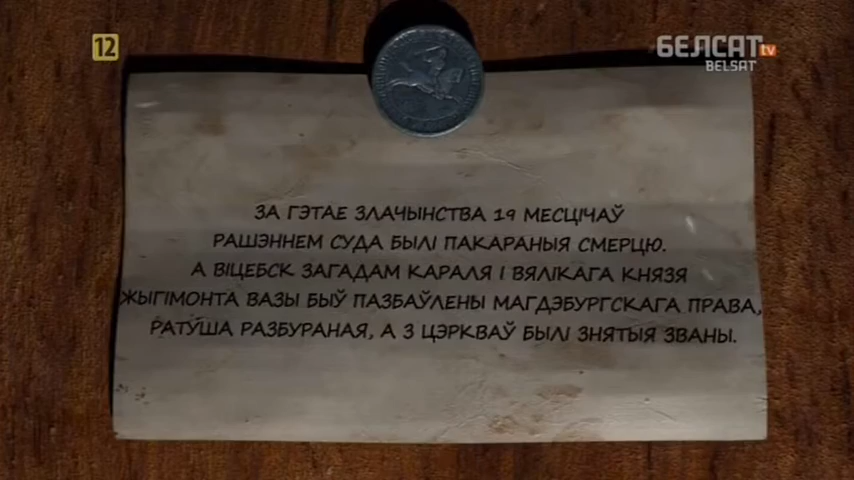 12
БЕЛСАТ tv
BELSAT
ЗА ГЭТАЕ ЗЛАЧЫНСТВА 19 МЕСЦІЧАЎ
РАШЭННЕМ СУДА БЫЛІ ПАКАРАНЫЯ СМЕРЦЮ.
А ВІЦЕБСК ЗАГАДАМ КАРАЛЯ І ВЯЛІКАГА КНЯЗЯ
ЖЫГІМОНТА ВАЗЫ БЫЎ ПАЗБАЎЛЕНЫ МАГДЭБУРГСКАГА ПРАВА,
РАТУША РАЗБУРАНАЯ, А З ЦЭРКВАЎ БЫЛІ ЗНЯТЫЯ ЗВАНЫ.